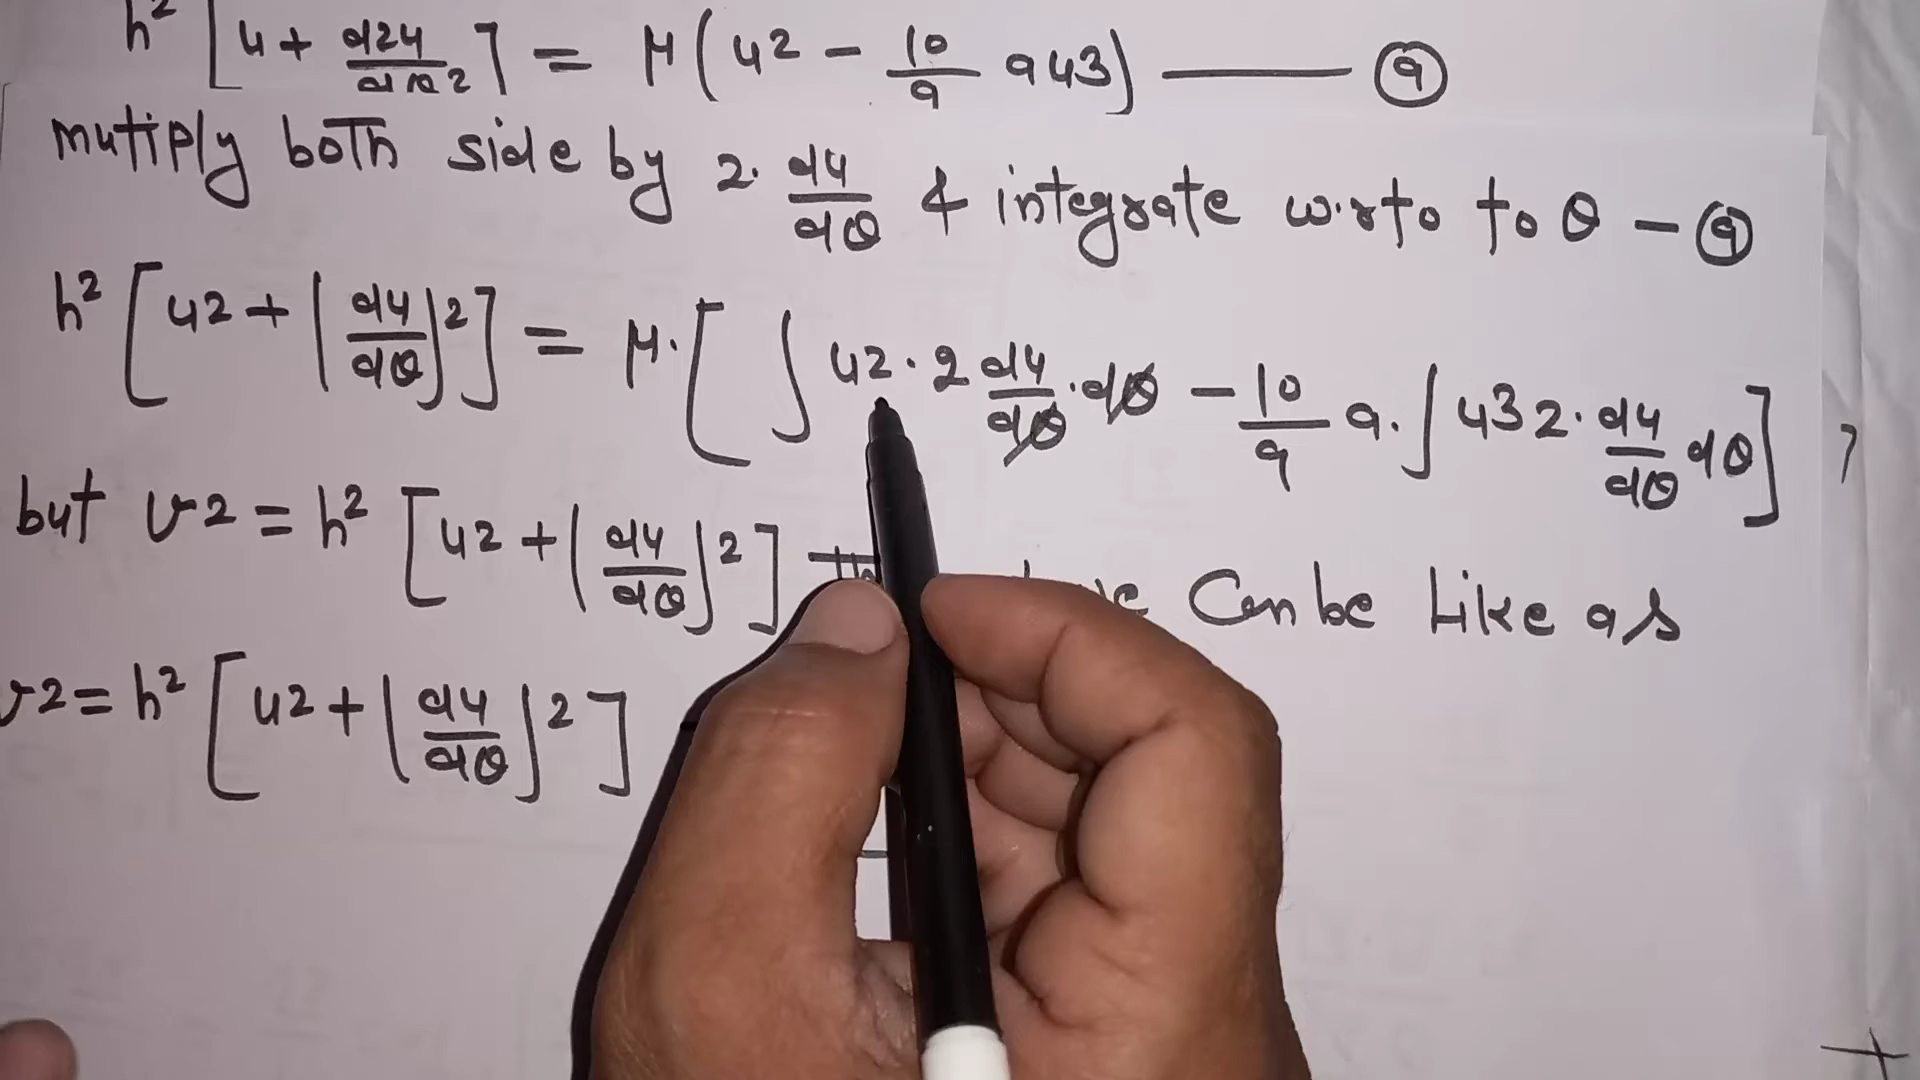 h² [u + d2u/dθ2] = μ(u2 - 10/9 a u3) —— (a)
mutiply both side by 2. du/dθ & integrate w.r.to to θ - (a)
h² [u2 + (du/dθ)2] = μ. [∫ u2 . 2 du/dθ . dθ - 10/9 a. ∫ u3 2. du/dθ dθ]
but v2 = h² [u2 + (du/dθ)2] Can be Like as
v2 = h² [u2 + (du/dθ)2]